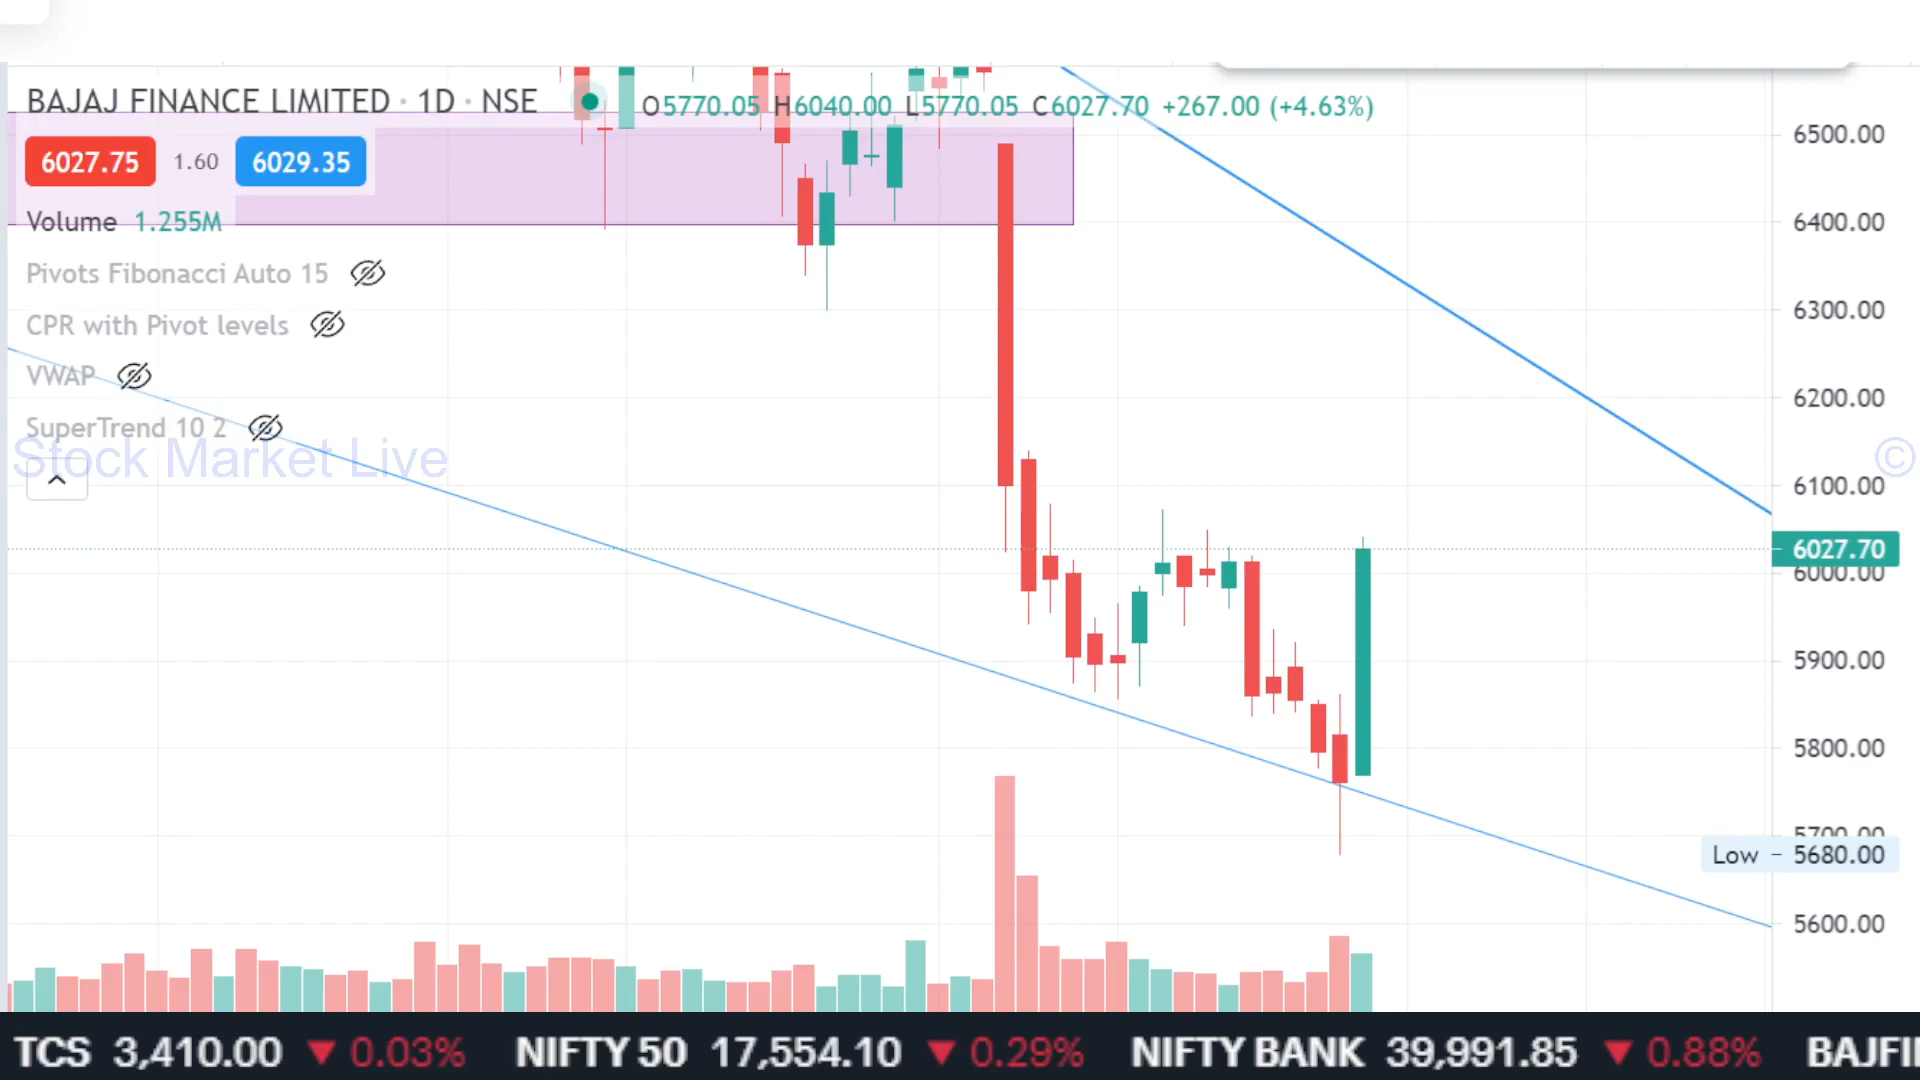 BAJAJ FINANCE LIMITED · 1D · NSE
O5770.05 H6040.00 L5770.05 C6027.70 +267.00 (+4.63%)
6027.75 1.60 6029.35
Volume 1.255M
Pivots Fibonacci Auto 15
CPR with Pivot levels
VWAP
SuperTrend 10 2
Stock Market Live
©
6500.00
6400.00
6300.00
6200.00
6100.00
6027.70
6000.00
5900.00
5800.00
5700.00
Low - 5680.00
5600.00
TCS 3,410.00 ▼ 0.03% NIFTY 50 17,554.10 ▼ 0.29% NIFTY BANK 39,991.85 ▼ 0.88%